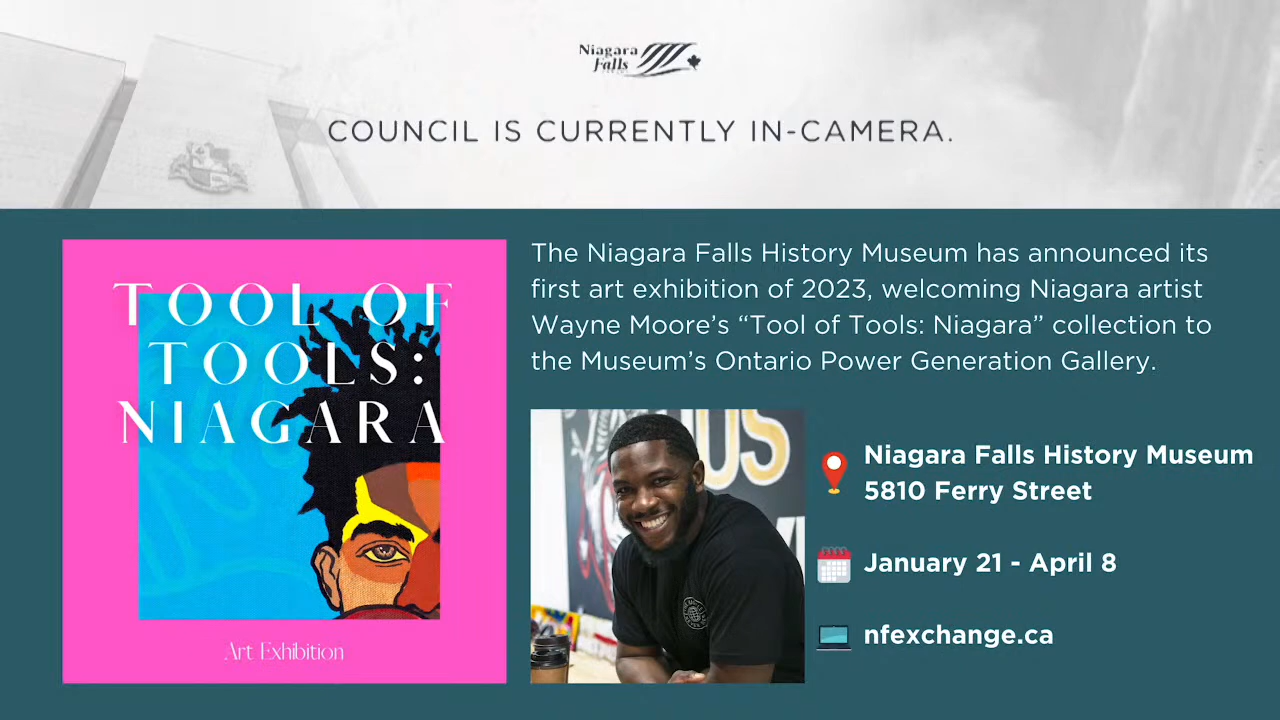 Niagara
Falls
COUNCIL IS CURRENTLY IN-CAMERA.
TOOL OF
TOOLS:
NIAGARA
Art Exhibition
The Niagara Falls History Museum has announced its
first art exhibition of 2023, welcoming Niagara artist
Wayne Moore’s “Tool of Tools: Niagara” collection to
the Museum’s Ontario Power Generation Gallery.
US
Niagara Falls History Museum
5810 Ferry Street
January 21 - April 8
nfexchange.ca